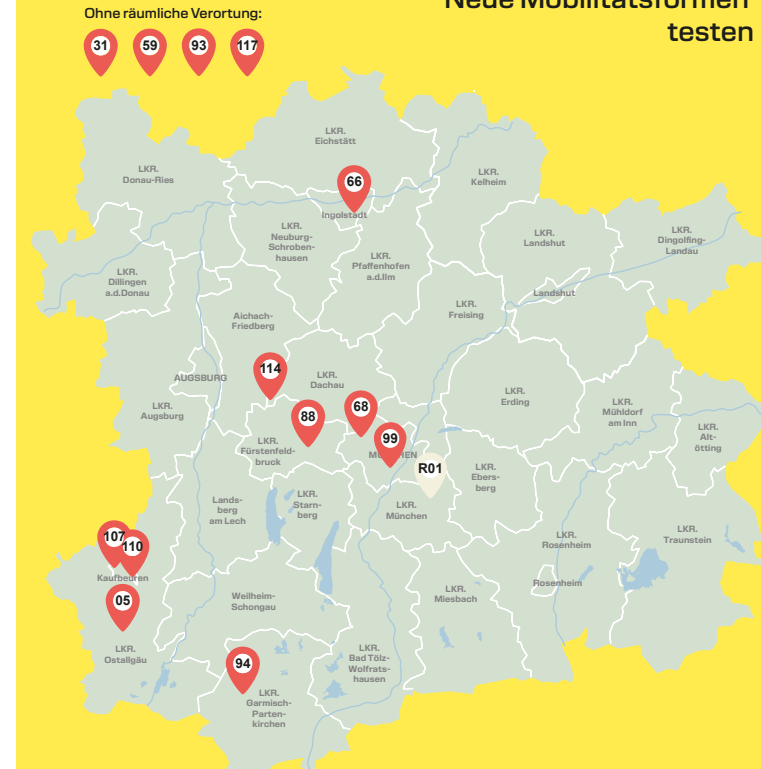 Ohne räumliche Verortung:
31 59 93 117
Neue Mobilitätsformen
testen
LKR.
Eichstätt
LKR.
Donau-Ries
66
LKR.
Kelheim
Ingolstadt
LKR.
Neuburg-
Schroben-
hausen
LKR.
Landshut
LKR.
Dingolfing-
Landau
LKR.
Pfaffenhofen
a.d.Ilm
LKR.
Dillingen
a.d.Donau
Landshut
LKR.
Freising
Aichach-
Friedberg
114
LKR.
Dachau
AUGSBURG
LKR.
Erding
LKR.
Augsburg
88
68
LKR.
Mühldorf
am Inn
LKR.
Alt-
ötting
99
MÜNCHEN
LKR.
Fürstenfeld-
bruck
R01
LKR.
Ebers-
berg
Lands-
berg
am Lech
LKR.
Starn-
berg
LKR.
München
107
110
LKR.
Rosenheim
LKR.
Traunstein
Kaufbeuren
Rosenheim
05
Weilheim-
Schongau
LKR.
Miesbach
LKR.
Ostallgäu
94
LKR.
Bad Tölz-
Wolfrats-
hausen
LKR.
Garmisch-
Parten-
kirchen